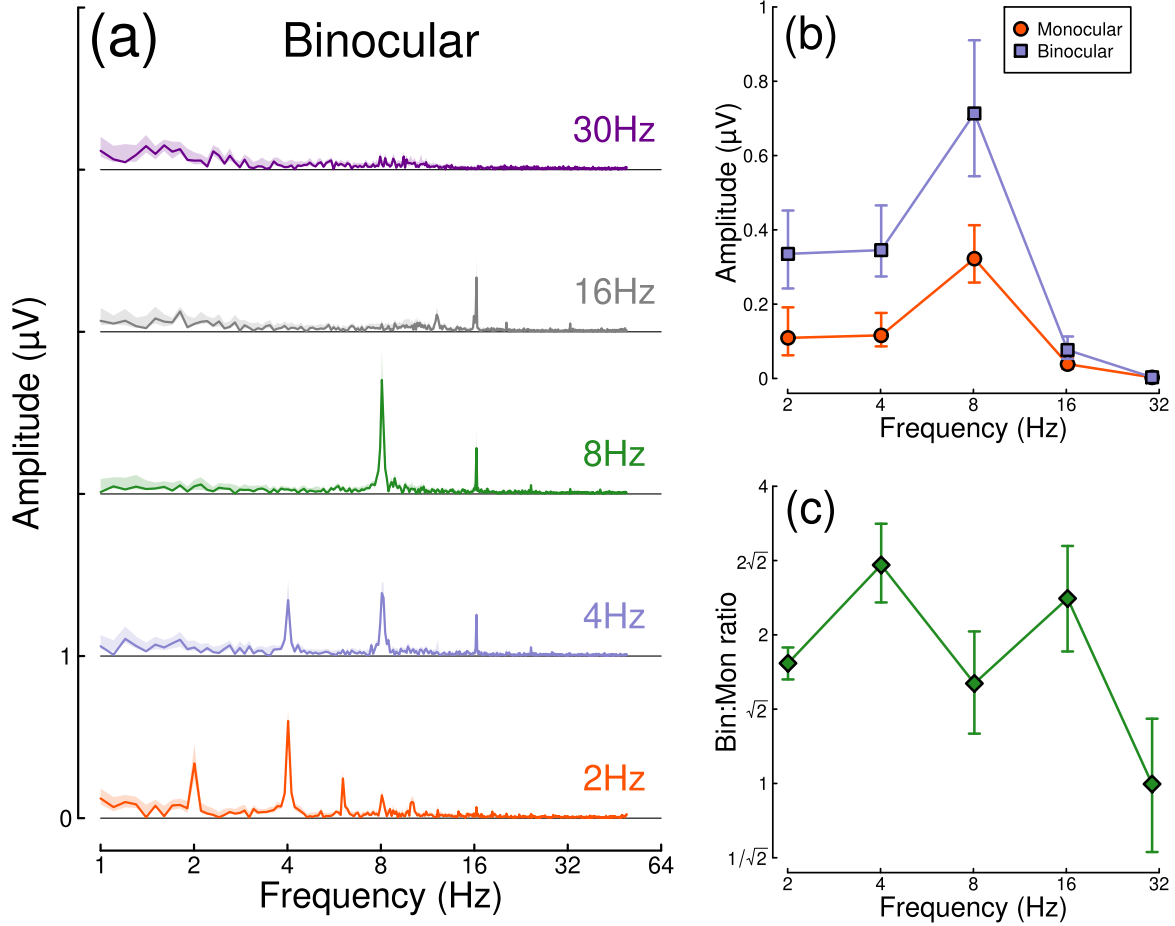 (a) Binocular
30Hz
16Hz
8Hz
4Hz
2Hz
Amplitude (µV)
1
0
1 2 4 8 16 32 64
Frequency (Hz)
(b)
Monocular
Binocular
Amplitude (µV)
1
0.8
0.6
0.4
0.2
0
2 4 8 16 32
Frequency (Hz)
(c)
Bin:Mon ratio
4
2√2
2
√2
1
1/√2
2 4 8 16 32
Frequency (Hz)